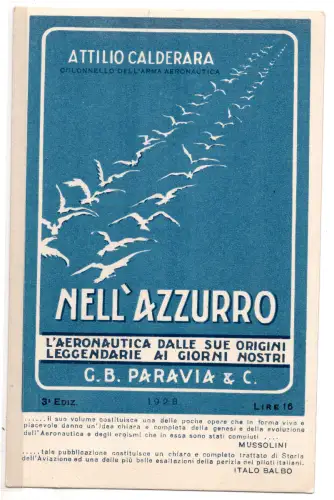 ATTILIO CALDERARA
COLONNELLO DELL'ARMA AERONAUTICA
NELL'AZZURRO
L'AERONAUTICA DALLE SUE ORIGINI
LEGGENDARIE AI GIORNI NOSTRI
G. B. PARAVIA & C.
3ª EDIZ. 1928 LIRE 15
......Il suo volume costituisce una delle poche opere che in forma viva e
piacevole danno un'idea chiara e completa della genesi e della evoluzione
dell'Aeronautica e degli eroismi che in essa sono stati compiuti ....
MUSSOLINI
.....tale pubblicazione costituisce un chiaro e completo trattato di Storia
dell'Aviazione ed una delle più belle esaltazioni della perizia nei piloti italiani.
ITALO BALBO